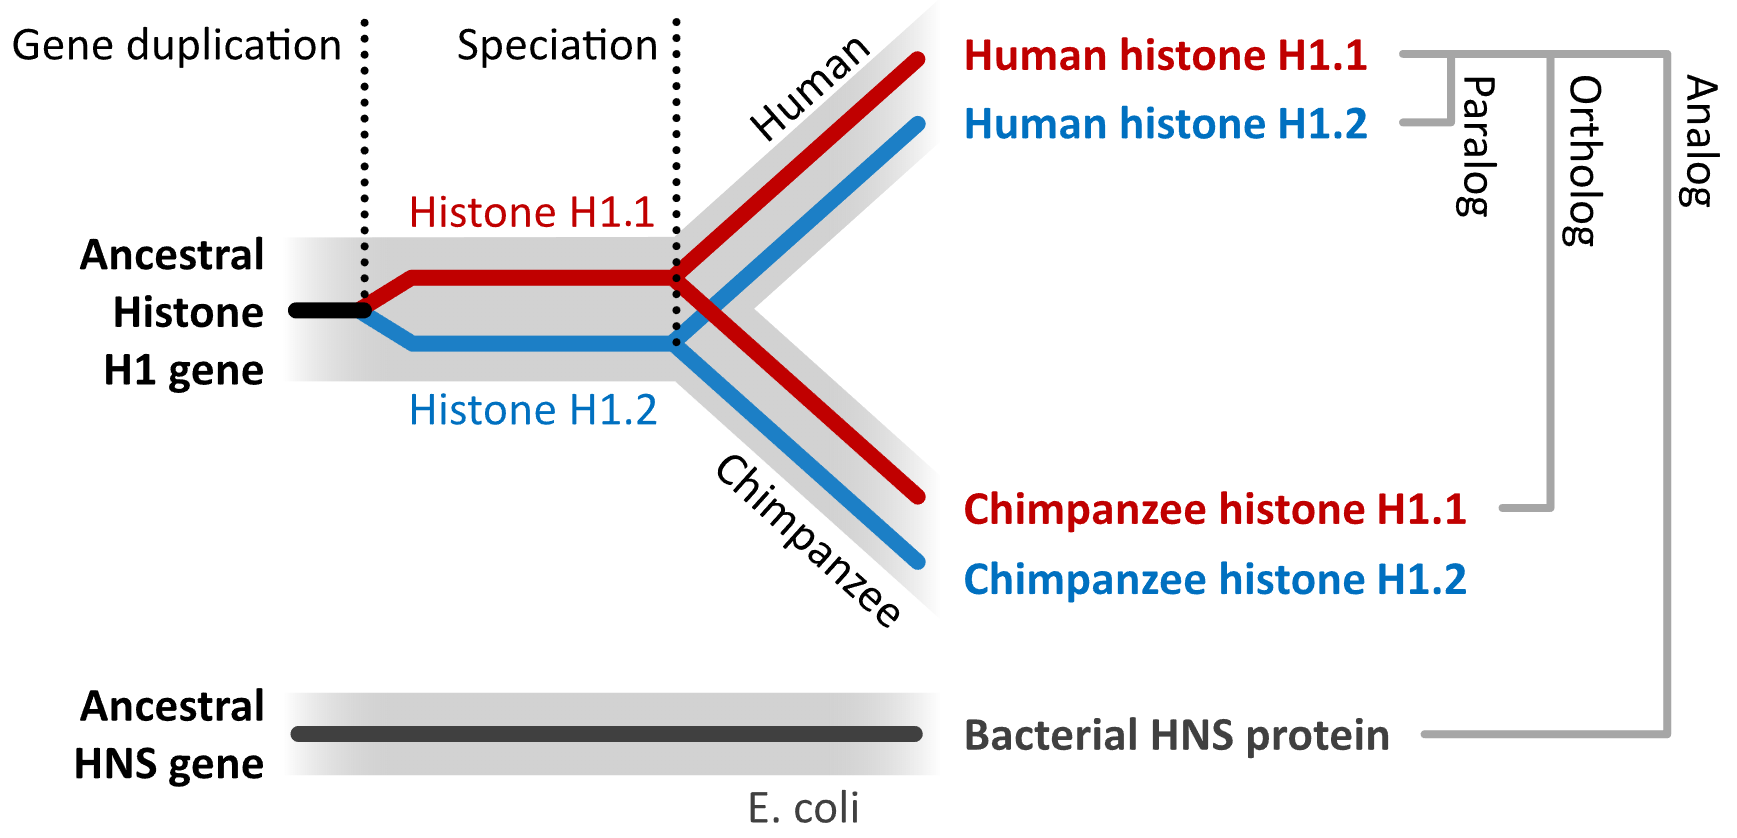 Gene duplication
Speciation
Human
Human histone H1.1
Human histone H1.2
Paralog
Ortholog
Analog
Histone H1.1
Ancestral
Histone
H1 gene
Histone H1.2
Chimpanzee
Chimpanzee histone H1.1
Chimpanzee histone H1.2
Ancestral
HNS gene
Bacterial HNS protein
E. coli